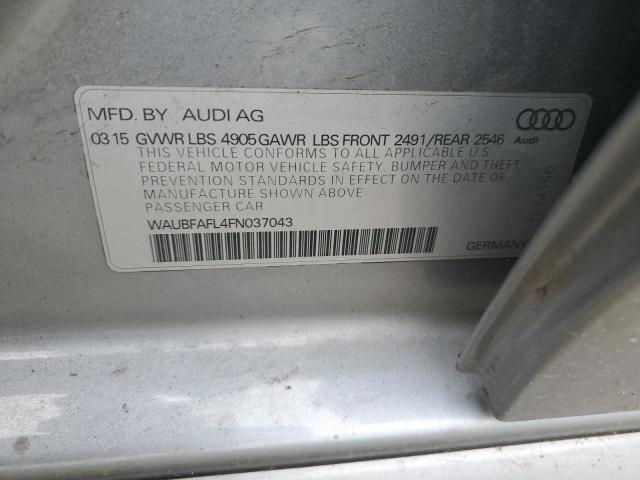 MFD. BY AUDI AG
03 15 GVWR LBS 4905 GAWR LBS FRONT 2491/REAR 2546 Audi
THIS VEHICLE CONFORMS TO ALL APPLICABLE U.S
FEDERAL MOTOR VEHICLE SAFETY. BUMPER AND THEFT
PREVENTION STANDARDS IN EFFECT ON THE DATE OF
MANUFACTURE SHOWN ABOVE
PASSENGER CAR
WAUBFAFL4FN037043
GERMANY